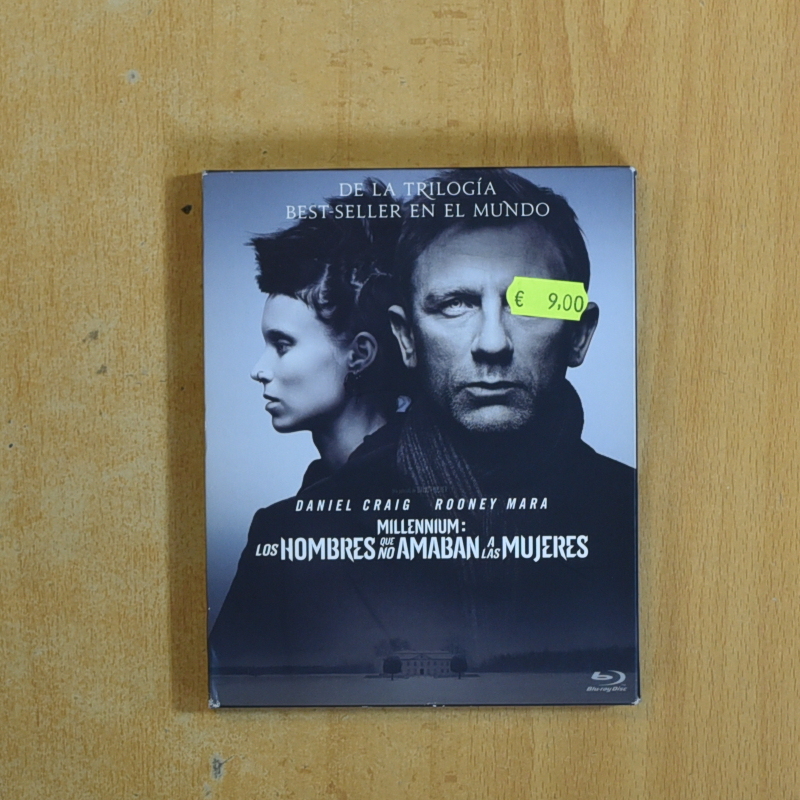 DE LA TRILOGÍA
BEST-SELLER EN EL MUNDO
€ 9,00
DANIEL CRAIG ROONEY MARA
MILLENNIUM:
LOS HOMBRES QUE NO AMABAN A LAS MUJERES
Blu-ray Disc